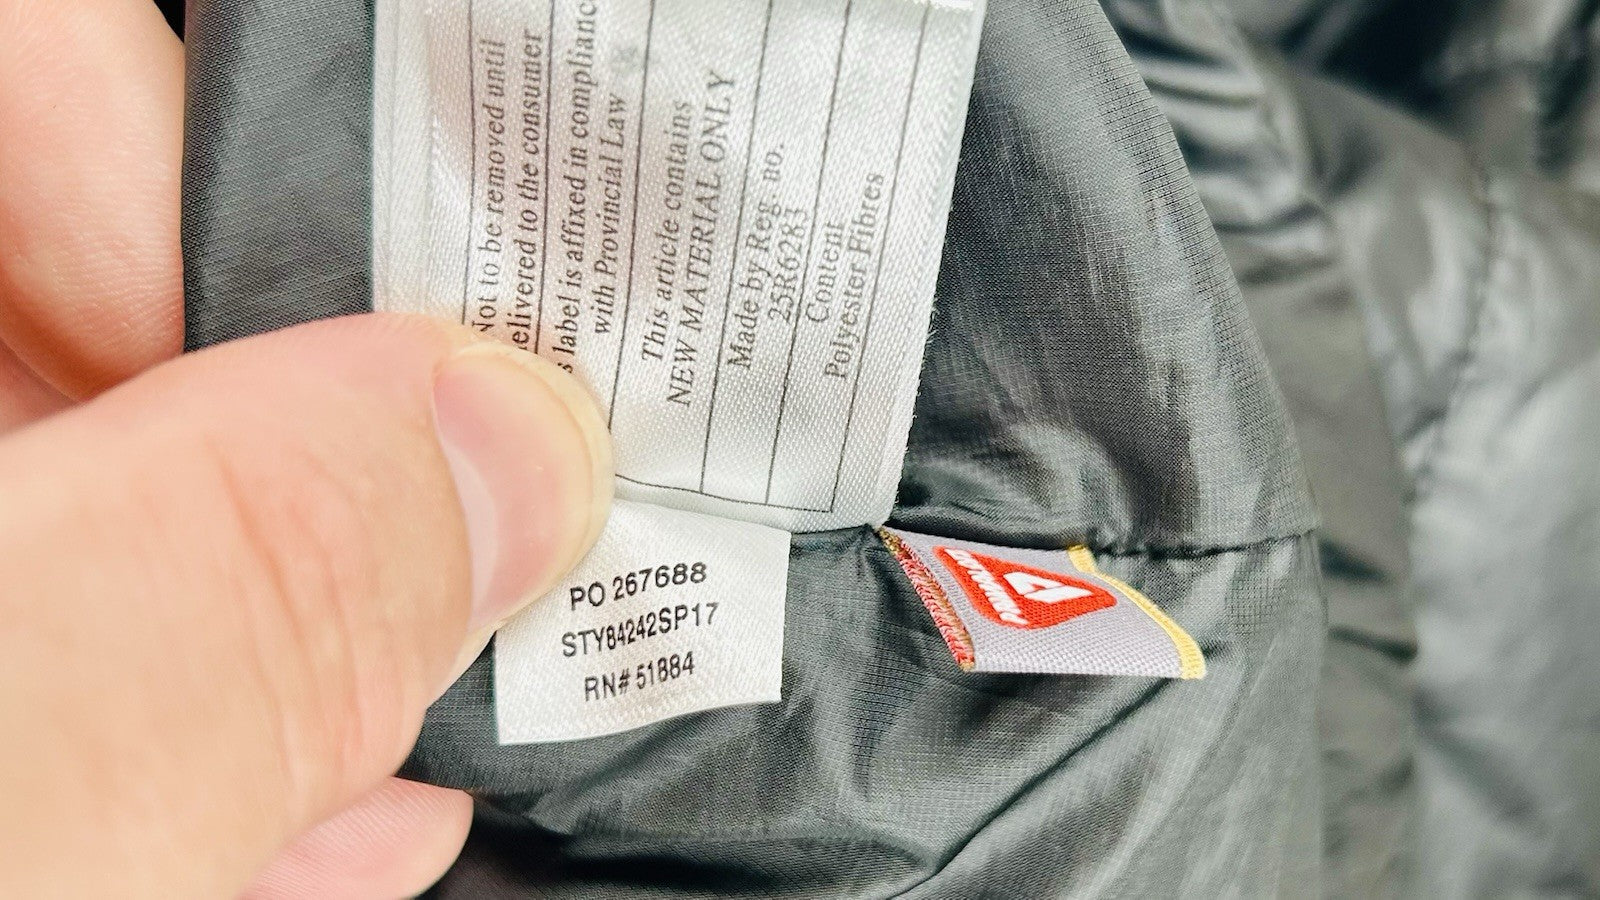 Not to be removed until
delivered to the consumer
label is affixed in compliance
with Provincial Law
This article contains
NEW MATERIAL ONLY
Made by Reg. no.
25R6283
Content
Polyester Fibres
PO 267688
STY84242SP17
RN# 51884
PRIMALOFT